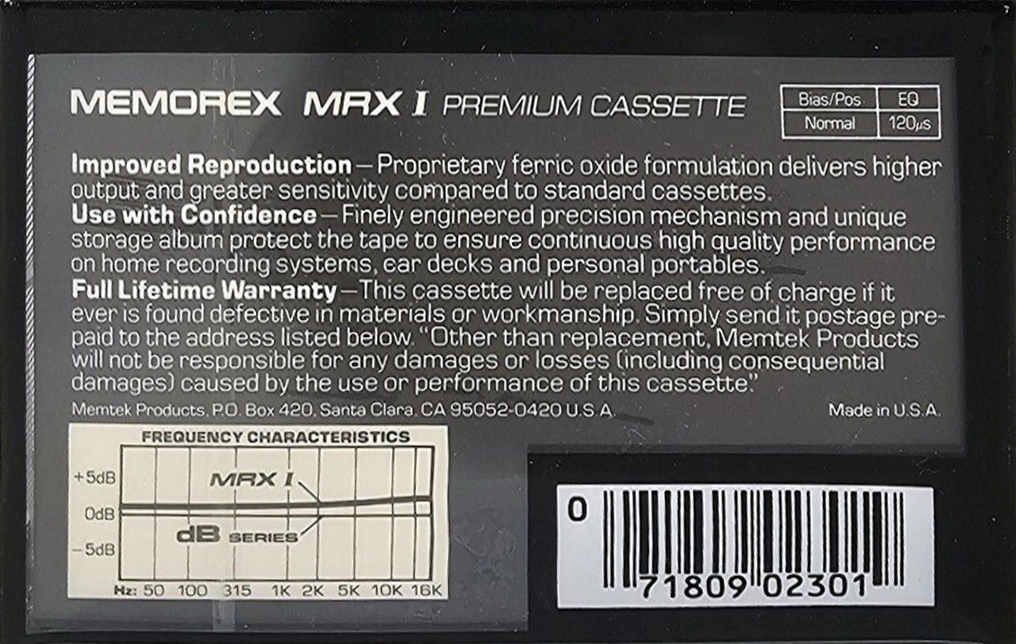 MEMOREX MRX I PREMIUM CASSETTE
Bias/Pos EQ
Normal 120µs
Improved Reproduction – Proprietary ferric oxide formulation delivers higher
output and greater sensitivity compared to standard cassettes.
Use with Confidence – Finely engineered precision mechanism and unique
storage album protect the tape to ensure continuous high quality performance
on home recording systems, car decks and personal portables.
Full Lifetime Warranty – This cassette will be replaced free of charge if it
ever is found defective in materials or workmanship. Simply send it postage pre-
paid to the address listed below. "Other than replacement, Memtek Products
will not be responsible for any damages or losses (including consequential
damages) caused by the use or performance of this cassette."
Memtek Products, P.O. Box 420, Santa Clara, CA 95052-0420 U.S.A.
Made in U.S.A.
FREQUENCY CHARACTERISTICS
+5dB
MRX I
0dB
dB SERIES
-5dB
Hz: 50 100 315 1K 2K 5K 10K 16K
0
71809 02301